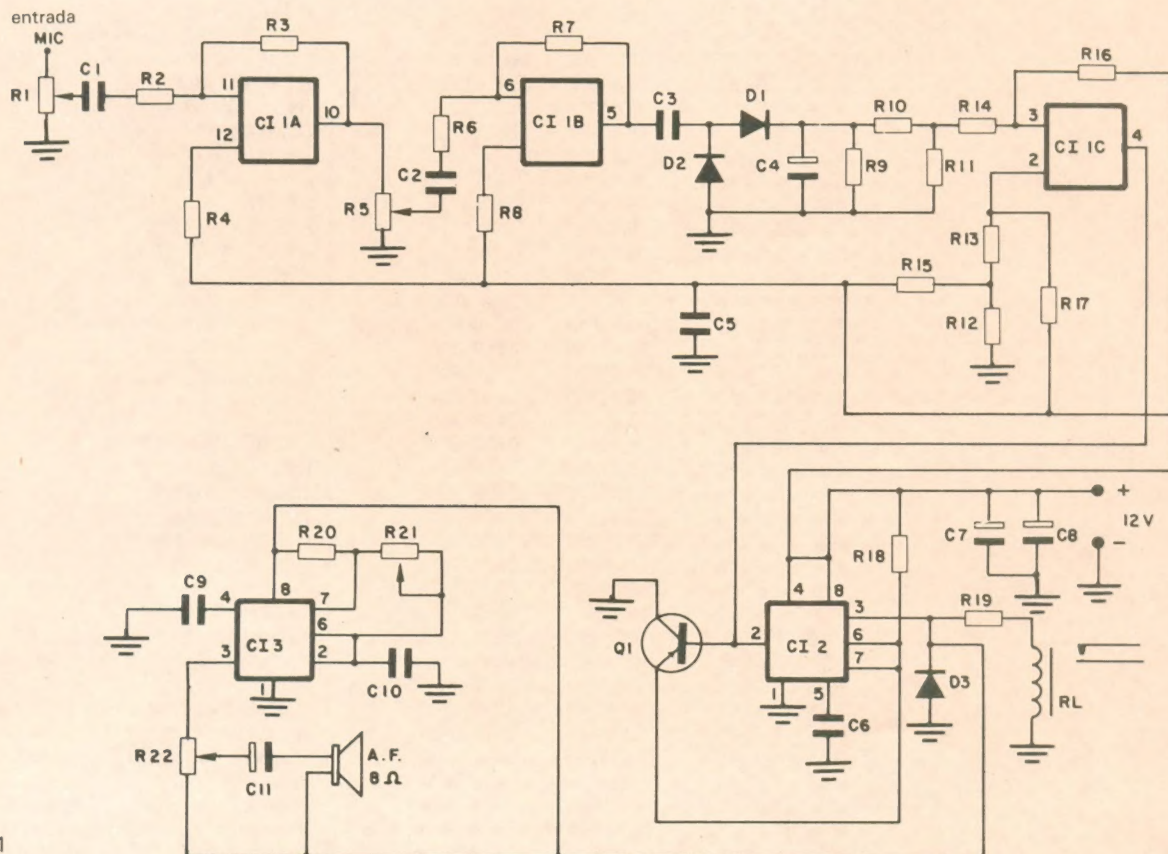 entrada
MIC
R1
C1
R2
R3
11
12
10
CI 1A
R4
R5
R6
C2
R7
6
5
CI 1B
R8
C3
D1
D2
C4
R9
R10
R11
R14
R16
3
2
4
CI 1C
R13
R15
R12
R17
C5
R20
R21
C9
4
8
7
6
3
2
CI 3
1
C10
R22
C11
A.F.
8 Ω
Q1
R18
C7
C8
+
12 V
-
4
8
3
2
6
7
CI 2
1
5
C6
R19
D3
RL
1